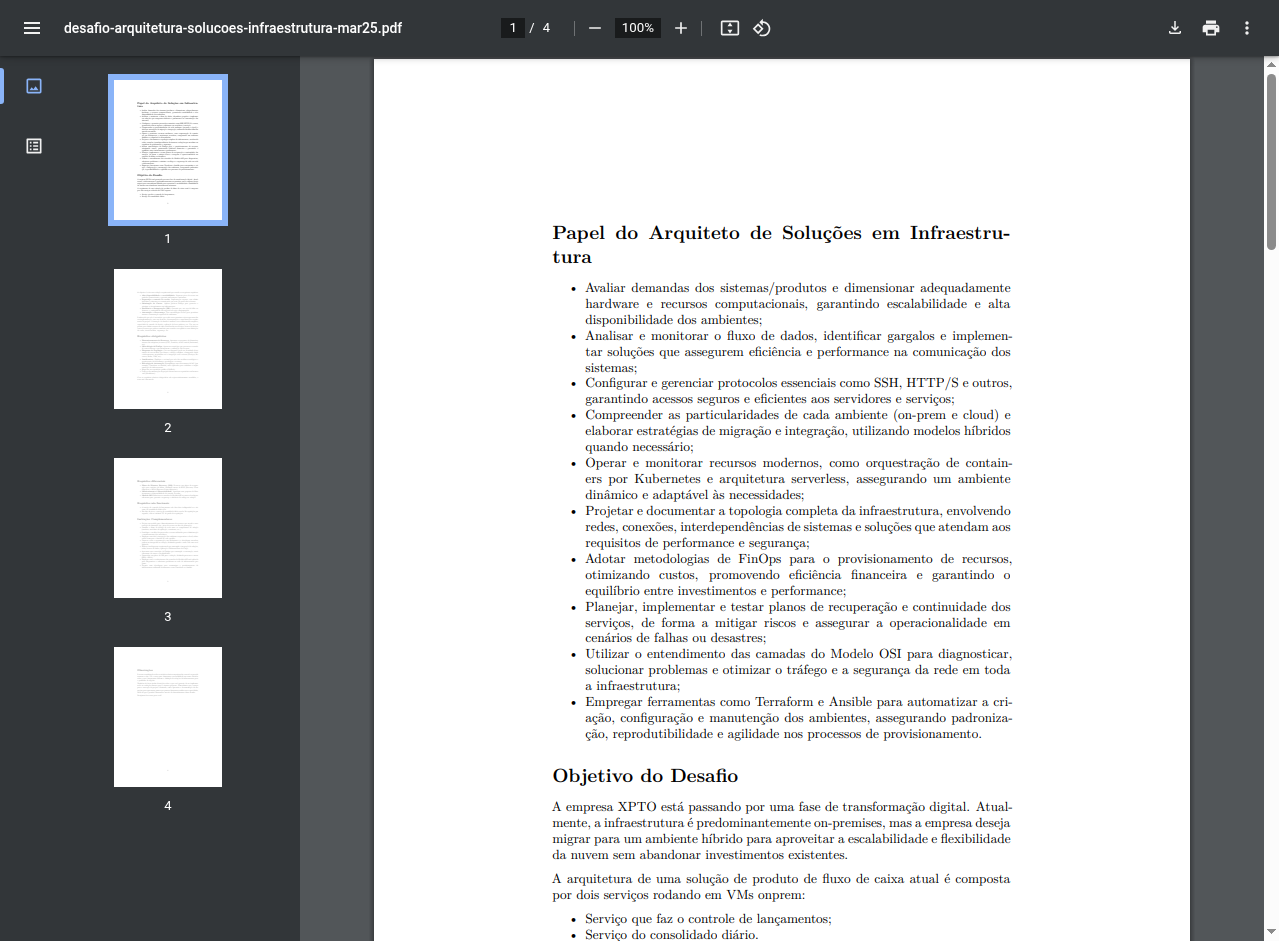 desafio-arquitetura-solucoes-infraestrutura-mar25.pdf
1 / 4
100%
1
2
3
4
Papel do Arquiteto de Soluções em Infraestru-
tura
• Avaliar demandas dos sistemas/produtos e dimensionar adequadamente
hardware e recursos computacionais, garantindo escalabilidade e alta
disponibilidade dos ambientes;
• Analisar e monitorar o fluxo de dados, identificar gargalos e implemen-
tar soluções que assegurem eficiência e performance na comunicação dos
sistemas;
• Configurar e gerenciar protocolos essenciais como SSH, HTTP/S e outros,
garantindo acessos seguros e eficientes aos servidores e serviços;
• Compreender as particularidades de cada ambiente (on-prem e cloud) e
elaborar estratégias de migração e integração, utilizando modelos híbridos
quando necessário;
• Operar e monitorar recursos modernos, como orquestração de contain-
ers por Kubernetes e arquitetura serverless, assegurando um ambiente
dinâmico e adaptável às necessidades;
• Projetar e documentar a topologia completa da infraestrutura, envolvendo
redes, conexões, interdependências de sistemas e soluções que atendam aos
requisitos de performance e segurança;
• Adotar metodologias de FinOps para o provisionamento de recursos,
otimizando custos, promovendo eficiência financeira e garantindo o
equilíbrio entre investimentos e performance;
• Planejar, implementar e testar planos de recuperação e continuidade dos
serviços, de forma a mitigar riscos e assegurar a operacionalidade em
cenários de falhas ou desastres;
• Utilizar o entendimento das camadas do Modelo OSI para diagnosticar,
solucionar problemas e otimizar o tráfego e a segurança da rede em toda
a infraestrutura;
• Empregar ferramentas como Terraform e Ansible para automatizar a cri-
ação, configuração e manutenção dos ambientes, assegurando padroniza-
ção, reprodutibilidade e agilidade nos processos de provisionamento.
Objetivo do Desafio
A empresa XPTO está passando por uma fase de transformação digital. Atual-
mente, a infraestrutura é predominantemente on-premises, mas a empresa deseja
migrar para um ambiente híbrido para aproveitar a escalabilidade e flexibilidade
da nuvem sem abandonar investimentos existentes.
A arquitetura de uma solução de produto de fluxo de caixa atual é composta
por dois serviços rodando em VMs onprem:
• Serviço que faz o controle de lançamentos;
• Serviço do consolidado diário.